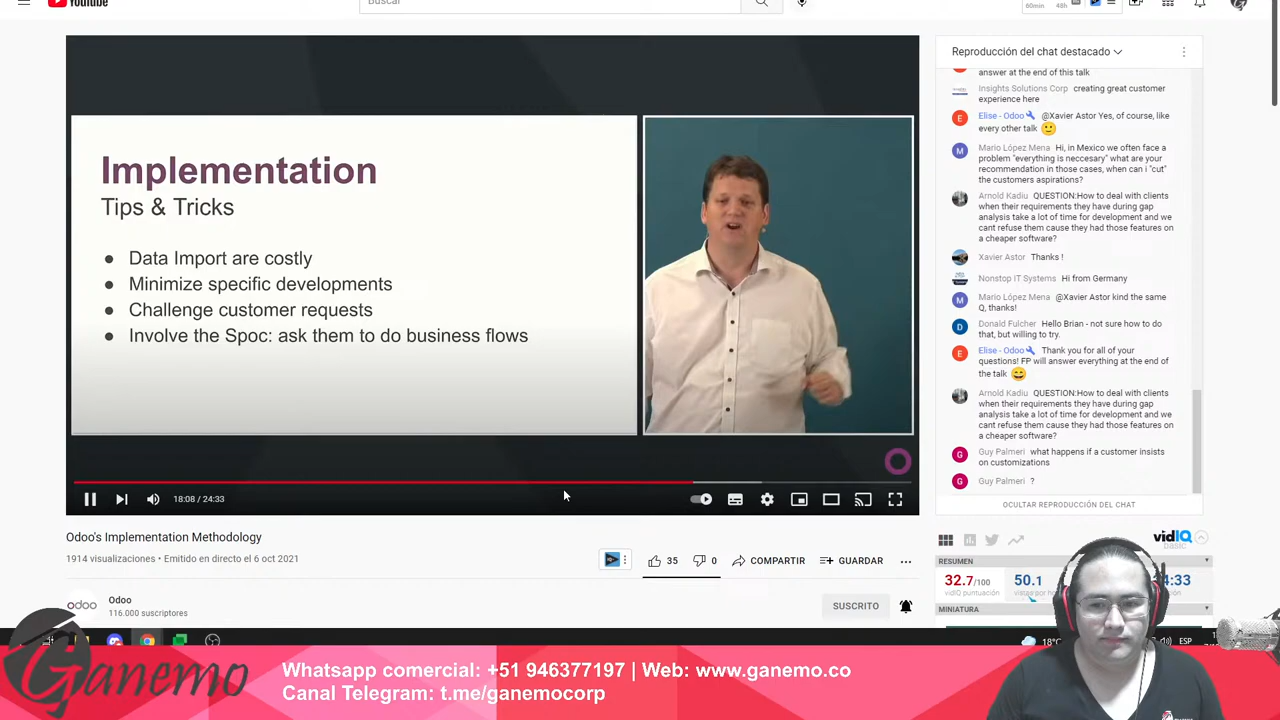 YouTube
Buscar
60min 48h
Implementation
Tips & Tricks
● Data Import are costly
● Minimize specific developments
● Challenge customer requests
● Involve the Spoc: ask them to do business flows
18:08 / 24:33
Odoo's Implementation Methodology
1914 visualizaciones • Emitido en directo el 6 oct 2021
35
0
COMPARTIR
GUARDAR
odoo
Odoo
116.000 suscriptores
SUSCRITO
Reproducción del chat destacado
answer at the end of this talk
Insights Solutions Corp creating great customer
experience here
Elise - Odoo @Xavier Astor Yes, of course, like
every other talk
Mario López Mena Hi, in Mexico we often face a
problem "everything is neccesary" what are your
recommendation in those cases, when can i "cut"
the customers aspirations?
Arnold Kadiu QUESTION:How to deal with clients
when their requirements they have during gap
analysis take a lot of time for development and we
cant refuse them cause they had those features on
a cheaper software?
Xavier Astor Thanks !
Nonstop IT Systems Hi from Germany
Mario López Mena @Xavier Astor kind the same
Q, thanks!
Donald Fulcher Hello Brian - not sure how to do
that, but willing to try.
Elise - Odoo Thank you for all of your
questions! FP will answer everything at the end of
the talk
Arnold Kadiu QUESTION:How to deal with clients
when their requirements they have during gap
analysis take a lot of time for development and we
cant refuse them cause they had those features on
a cheaper software?
Guy Palmeri what happens if a customer insists
on customizations
Guy Palmeri ?
OCULTAR REPRODUCCIÓN DEL CHAT
vidIQ
BASIC
RESUMEN
32.7/100
vidIQ puntuación
50.1
vistas por
4:33
MINIATURA
18°C
ESP
Ganemo
Whatsapp comercial: +51 946377197 | Web: www.ganemo.co
Canal Telegram: t.me/ganemocorp